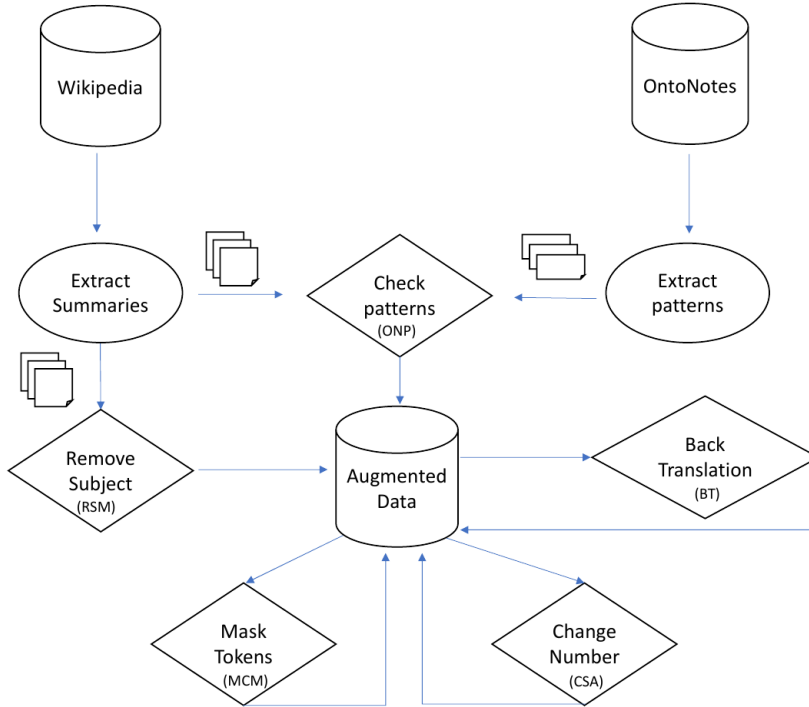 Wikipedia
OntoNotes
Extract
Summaries
Check
patterns
(ONP)
Extract
patterns
Remove
Subject
(RSM)
Augmented
Data
Back
Translation
(BT)
Mask
Tokens
(MCM)
Change
Number
(CSA)